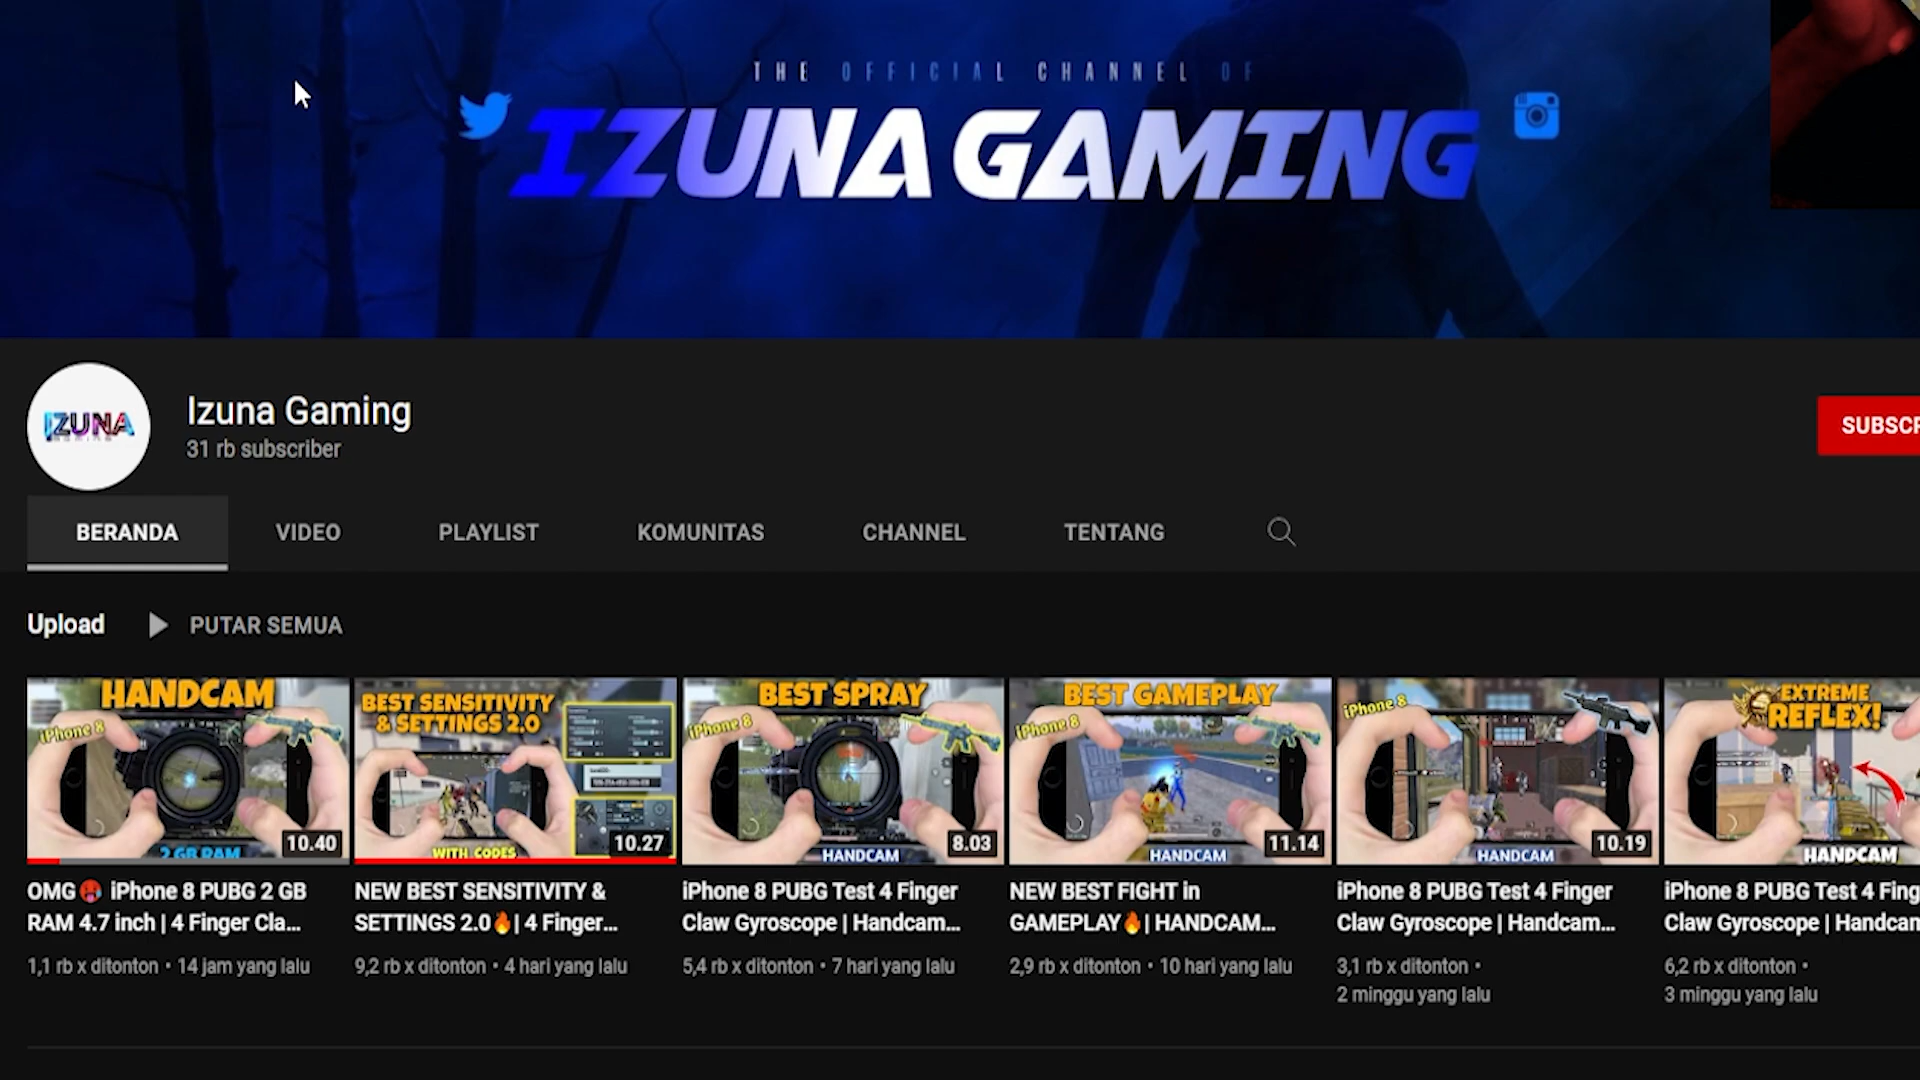 THE OFFICIAL CHANNEL OF
IZUNA GAMING
IZUNA
Izuna Gaming
31 rb subscriber
SUBSCR
BERANDA VIDEO PLAYLIST KOMUNITAS CHANNEL TENTANG
Upload PUTAR SEMUA
HANDCAM
iPhone 8
2 GB RAM
10.40
BEST SENSITIVITY
& SETTINGS 2.0
WITH CODES
10.27
BEST SPRAY
iPhone 8
HANDCAM
8.03
BEST GAMEPLAY
iPhone 8
HANDCAM
11.14
iPhone 8
HANDCAM
10.19
EXTREME
REFLEX!
HANDCAM
OMG🥵 iPhone 8 PUBG 2 GB
RAM 4.7 inch | 4 Finger Cla...
1,1 rb x ditonton • 14 jam yang lalu
NEW BEST SENSITIVITY &
SETTINGS 2.0🔥| 4 Finger...
9,2 rb x ditonton • 4 hari yang lalu
iPhone 8 PUBG Test 4 Finger
Claw Gyroscope | Handcam...
5,4 rb x ditonton • 7 hari yang lalu
NEW BEST FIGHT in
GAMEPLAY🔥| HANDCAM...
2,9 rb x ditonton • 10 hari yang lalu
iPhone 8 PUBG Test 4 Finger
Claw Gyroscope | Handcam...
3,1 rb x ditonton •
2 minggu yang lalu
iPhone 8 PUBG Test 4 Fing
Claw Gyroscope | Handcan
6,2 rb x ditonton •
3 minggu yang lalu